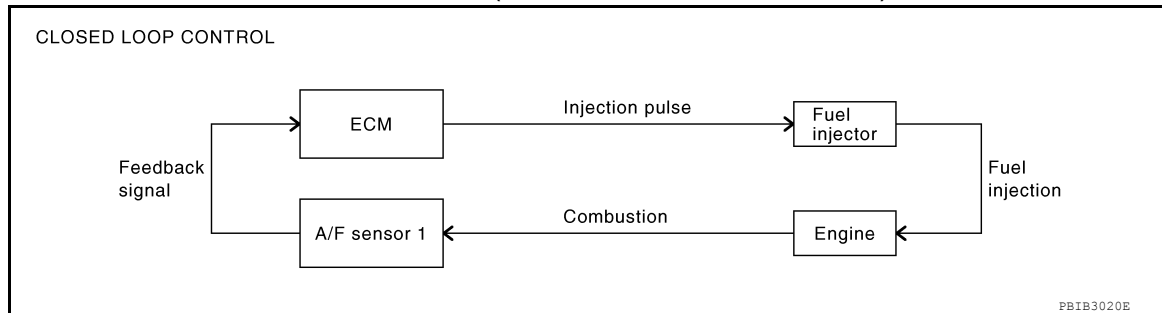 CLOSED LOOP CONTROL
ECM
Injection pulse
Fuel
injector
Feedback
signal
Fuel
injection
A/F sensor 1
Combustion
Engine
PBIB3020E